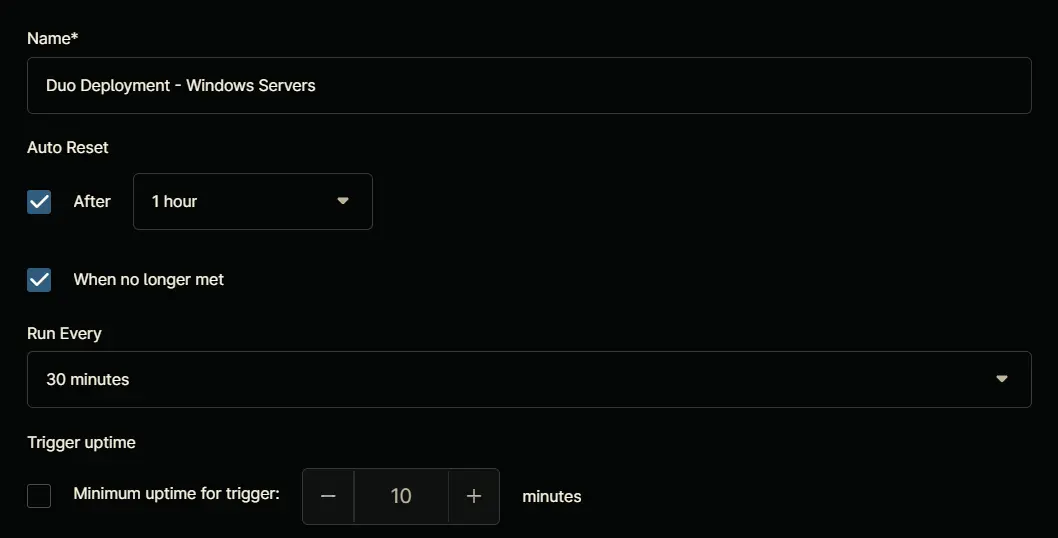 Name*
Duo Deployment - Windows Servers
Auto Reset
After 1 hour
When no longer met
Run Every
30 minutes
Trigger uptime
Minimum uptime for trigger: − 10 + minutes